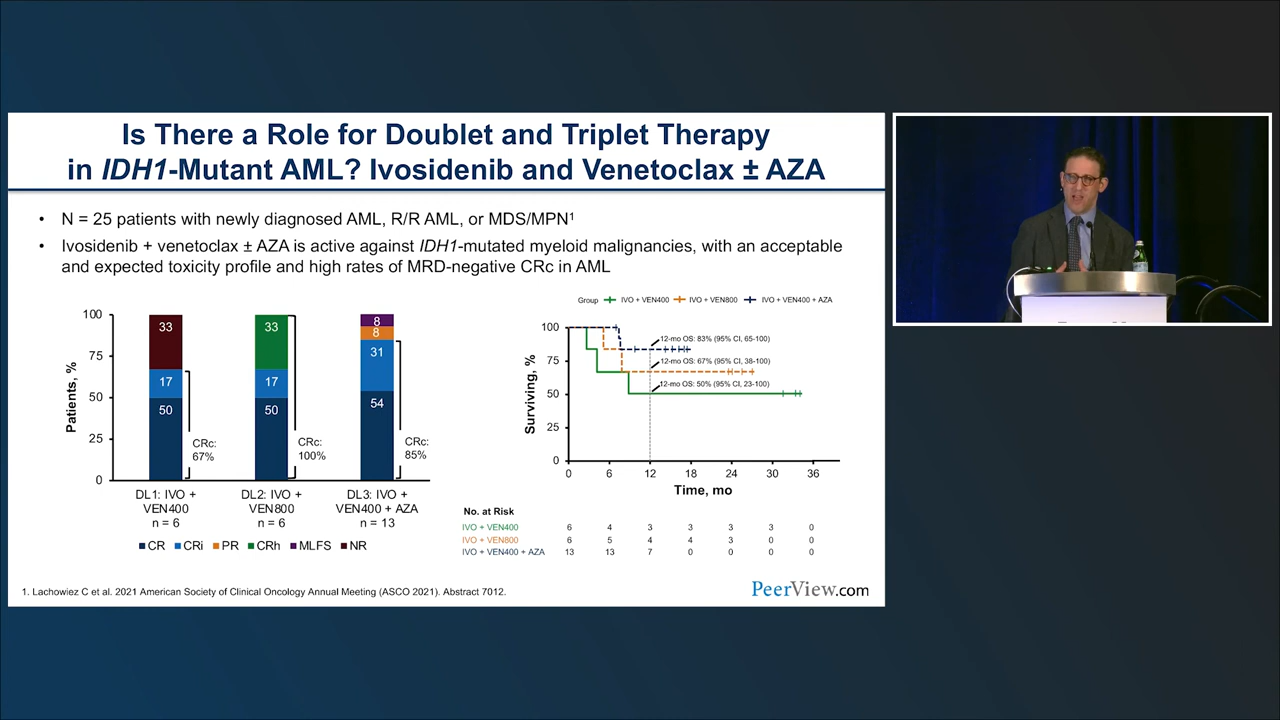 Is There a Role for Doublet and Triplet Therapy
in IDH1-Mutant AML? Ivosidenib and Venetoclax ± AZA
• N = 25 patients with newly diagnosed AML, R/R AML, or MDS/MPN1
• Ivosidenib + venetoclax ± AZA is active against IDH1-mutated myeloid malignancies, with an acceptable
and expected toxicity profile and high rates of MRD-negative CRc in AML
Patients, %
100
75
50
25
0
33
17
50
CRc:
67%
33
17
50
CRc:
100%
8
8
31
54
CRc:
85%
DL1: IVO +
VEN400
n = 6
DL2: IVO +
VEN800
n = 6
DL3: IVO +
VEN400 + AZA
n = 13
CR CRi PR CRh MLFS NR
Group IVO + VEN400 IVO + VEN800 IVO + VEN400 + AZA
Surviving, %
100
75
50
25
0
12-mo OS: 83% (95% CI, 65-100)
12-mo OS: 67% (95% CI, 38-100)
12-mo OS: 50% (95% CI, 23-100)
0 6 12 18 24 30 36
Time, mo
No. at Risk
IVO + VEN400 6 4 3 3 3 3 0
IVO + VEN800 6 5 4 4 3 0 0
IVO + VEN400 + AZA 13 13 7 0 0 0 0
1. Lachowiez C et al. 2021 American Society of Clinical Oncology Annual Meeting (ASCO 2021). Abstract 7012.
PeerView.com